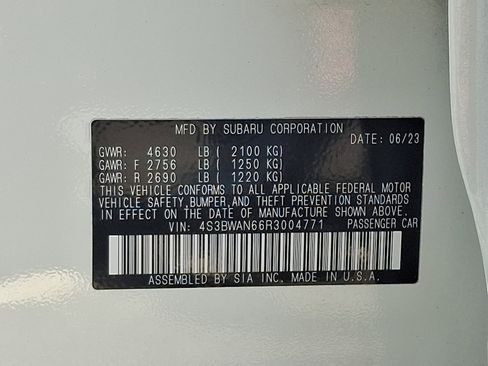 MFD BY SUBARU CORPORATION
DATE: 06/23
GVWR: 4630 LB ( 2100 KG)
GAWR: F 2756 LB ( 1250 KG)
GAWR: R 2690 LB ( 1220 KG)
THIS VEHICLE CONFORMS TO ALL APPLICABLE FEDERAL MOTOR
VEHICLE SAFETY, BUMPER, AND THEFT PREVENTION STANDARDS
IN EFFECT ON THE DATE OF MANUFACTURE SHOWN ABOVE.
VIN: 4S3BWAN66R3004771 PASSENGER CAR
ASSEMBLED BY SIA INC. MADE IN U.S.A.